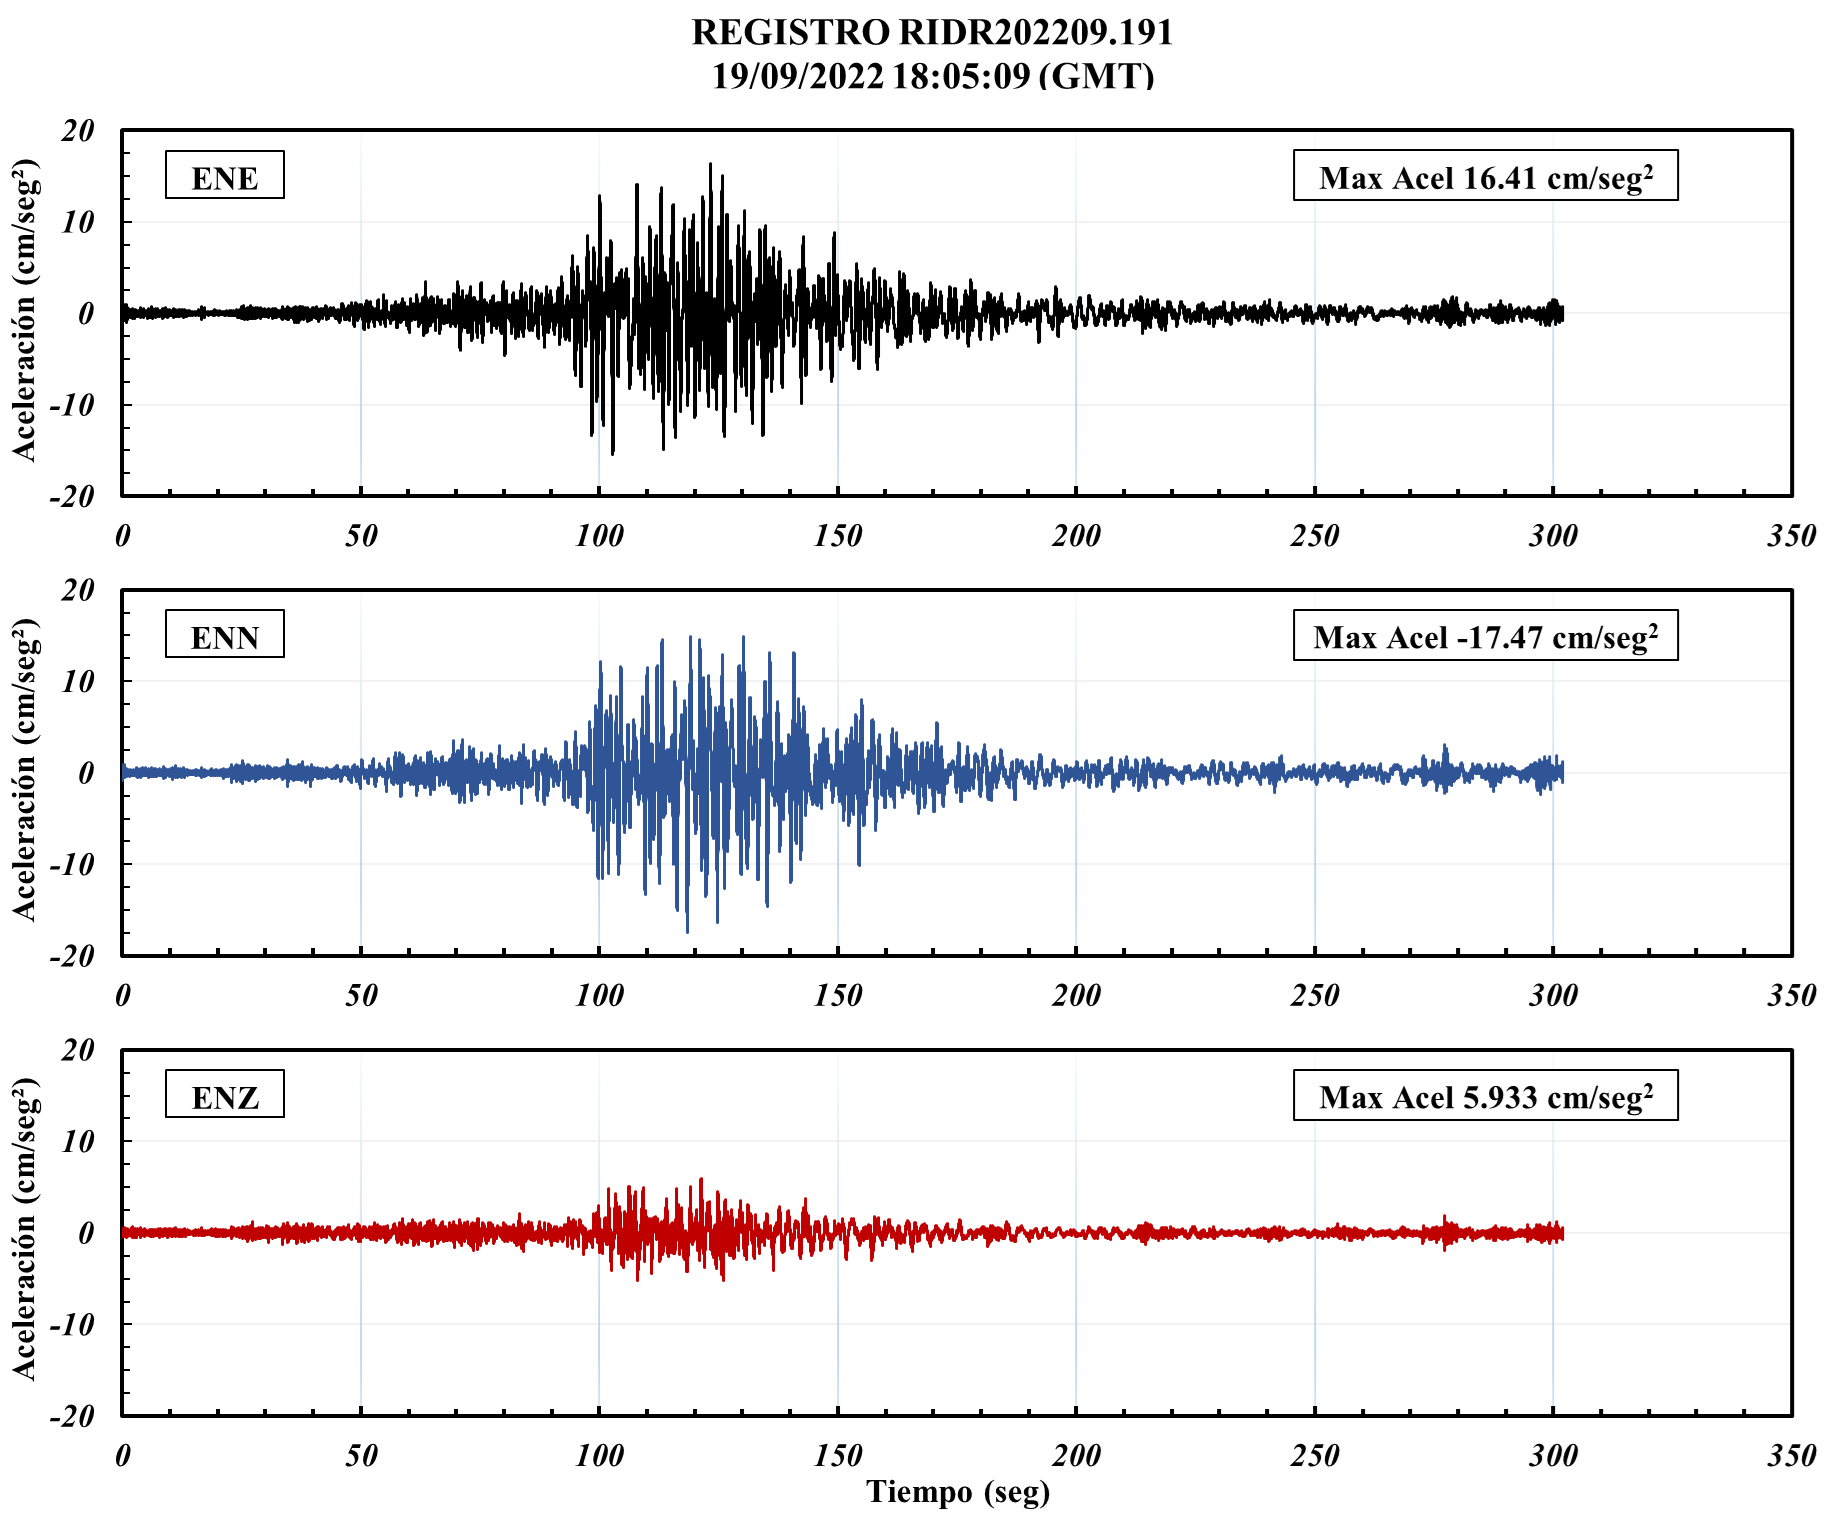 REGISTRO RIDR202209.191
19/09/2022 18:05:09 (GMT)
Aceleración (cm/seg²)
20
10
0
-10
-20
ENE
Max Acel 16.41 cm/seg²
0 50 100 150 200 250 300 350
Aceleración (cm/seg²)
20
10
0
-10
-20
ENN
Max Acel -17.47 cm/seg²
0 50 100 150 200 250 300 350
Aceleración (cm/seg²)
20
10
0
-10
-20
ENZ
Max Acel 5.933 cm/seg²
0 50 100 150 200 250 300 350
Tiempo (seg)